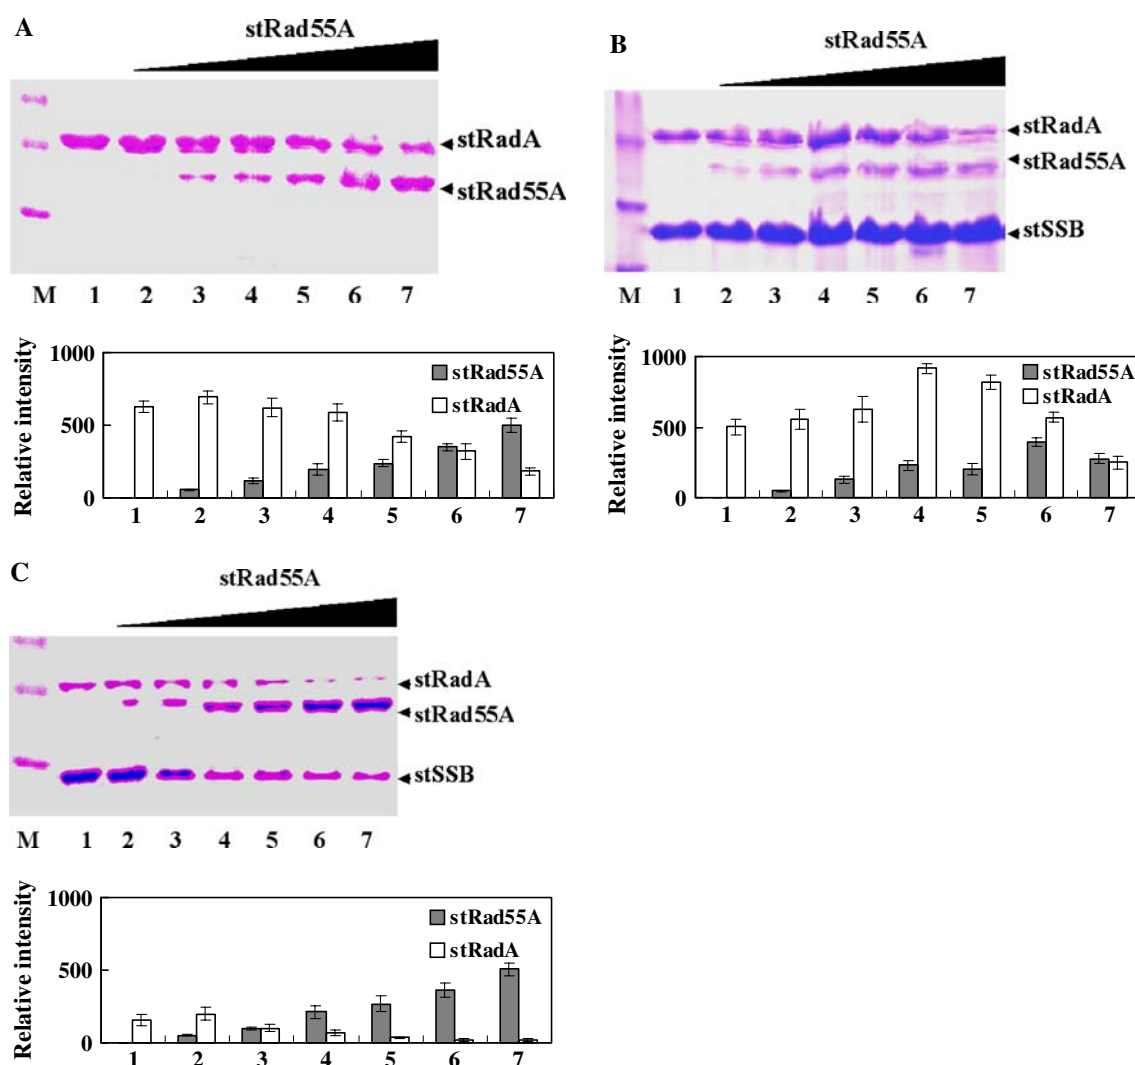 A
stRad55A
stRadA
stRad55A
M 1 2 3 4 5 6 7
Relative intensity
1000
500
0
stRad55A
stRadA
1 2 3 4 5 6 7
B
stRad55A
stRadA
stRad55A
stSSB
M 1 2 3 4 5 6 7
Relative intensity
1000
500
0
stRad55A
stRadA
1 2 3 4 5 6 7
C
stRad55A
stRadA
stRad55A
stSSB
M 1 2 3 4 5 6 7
Relative intensity
1000
500
0
stRad55A
stRadA
1 2 3 4 5 6 7